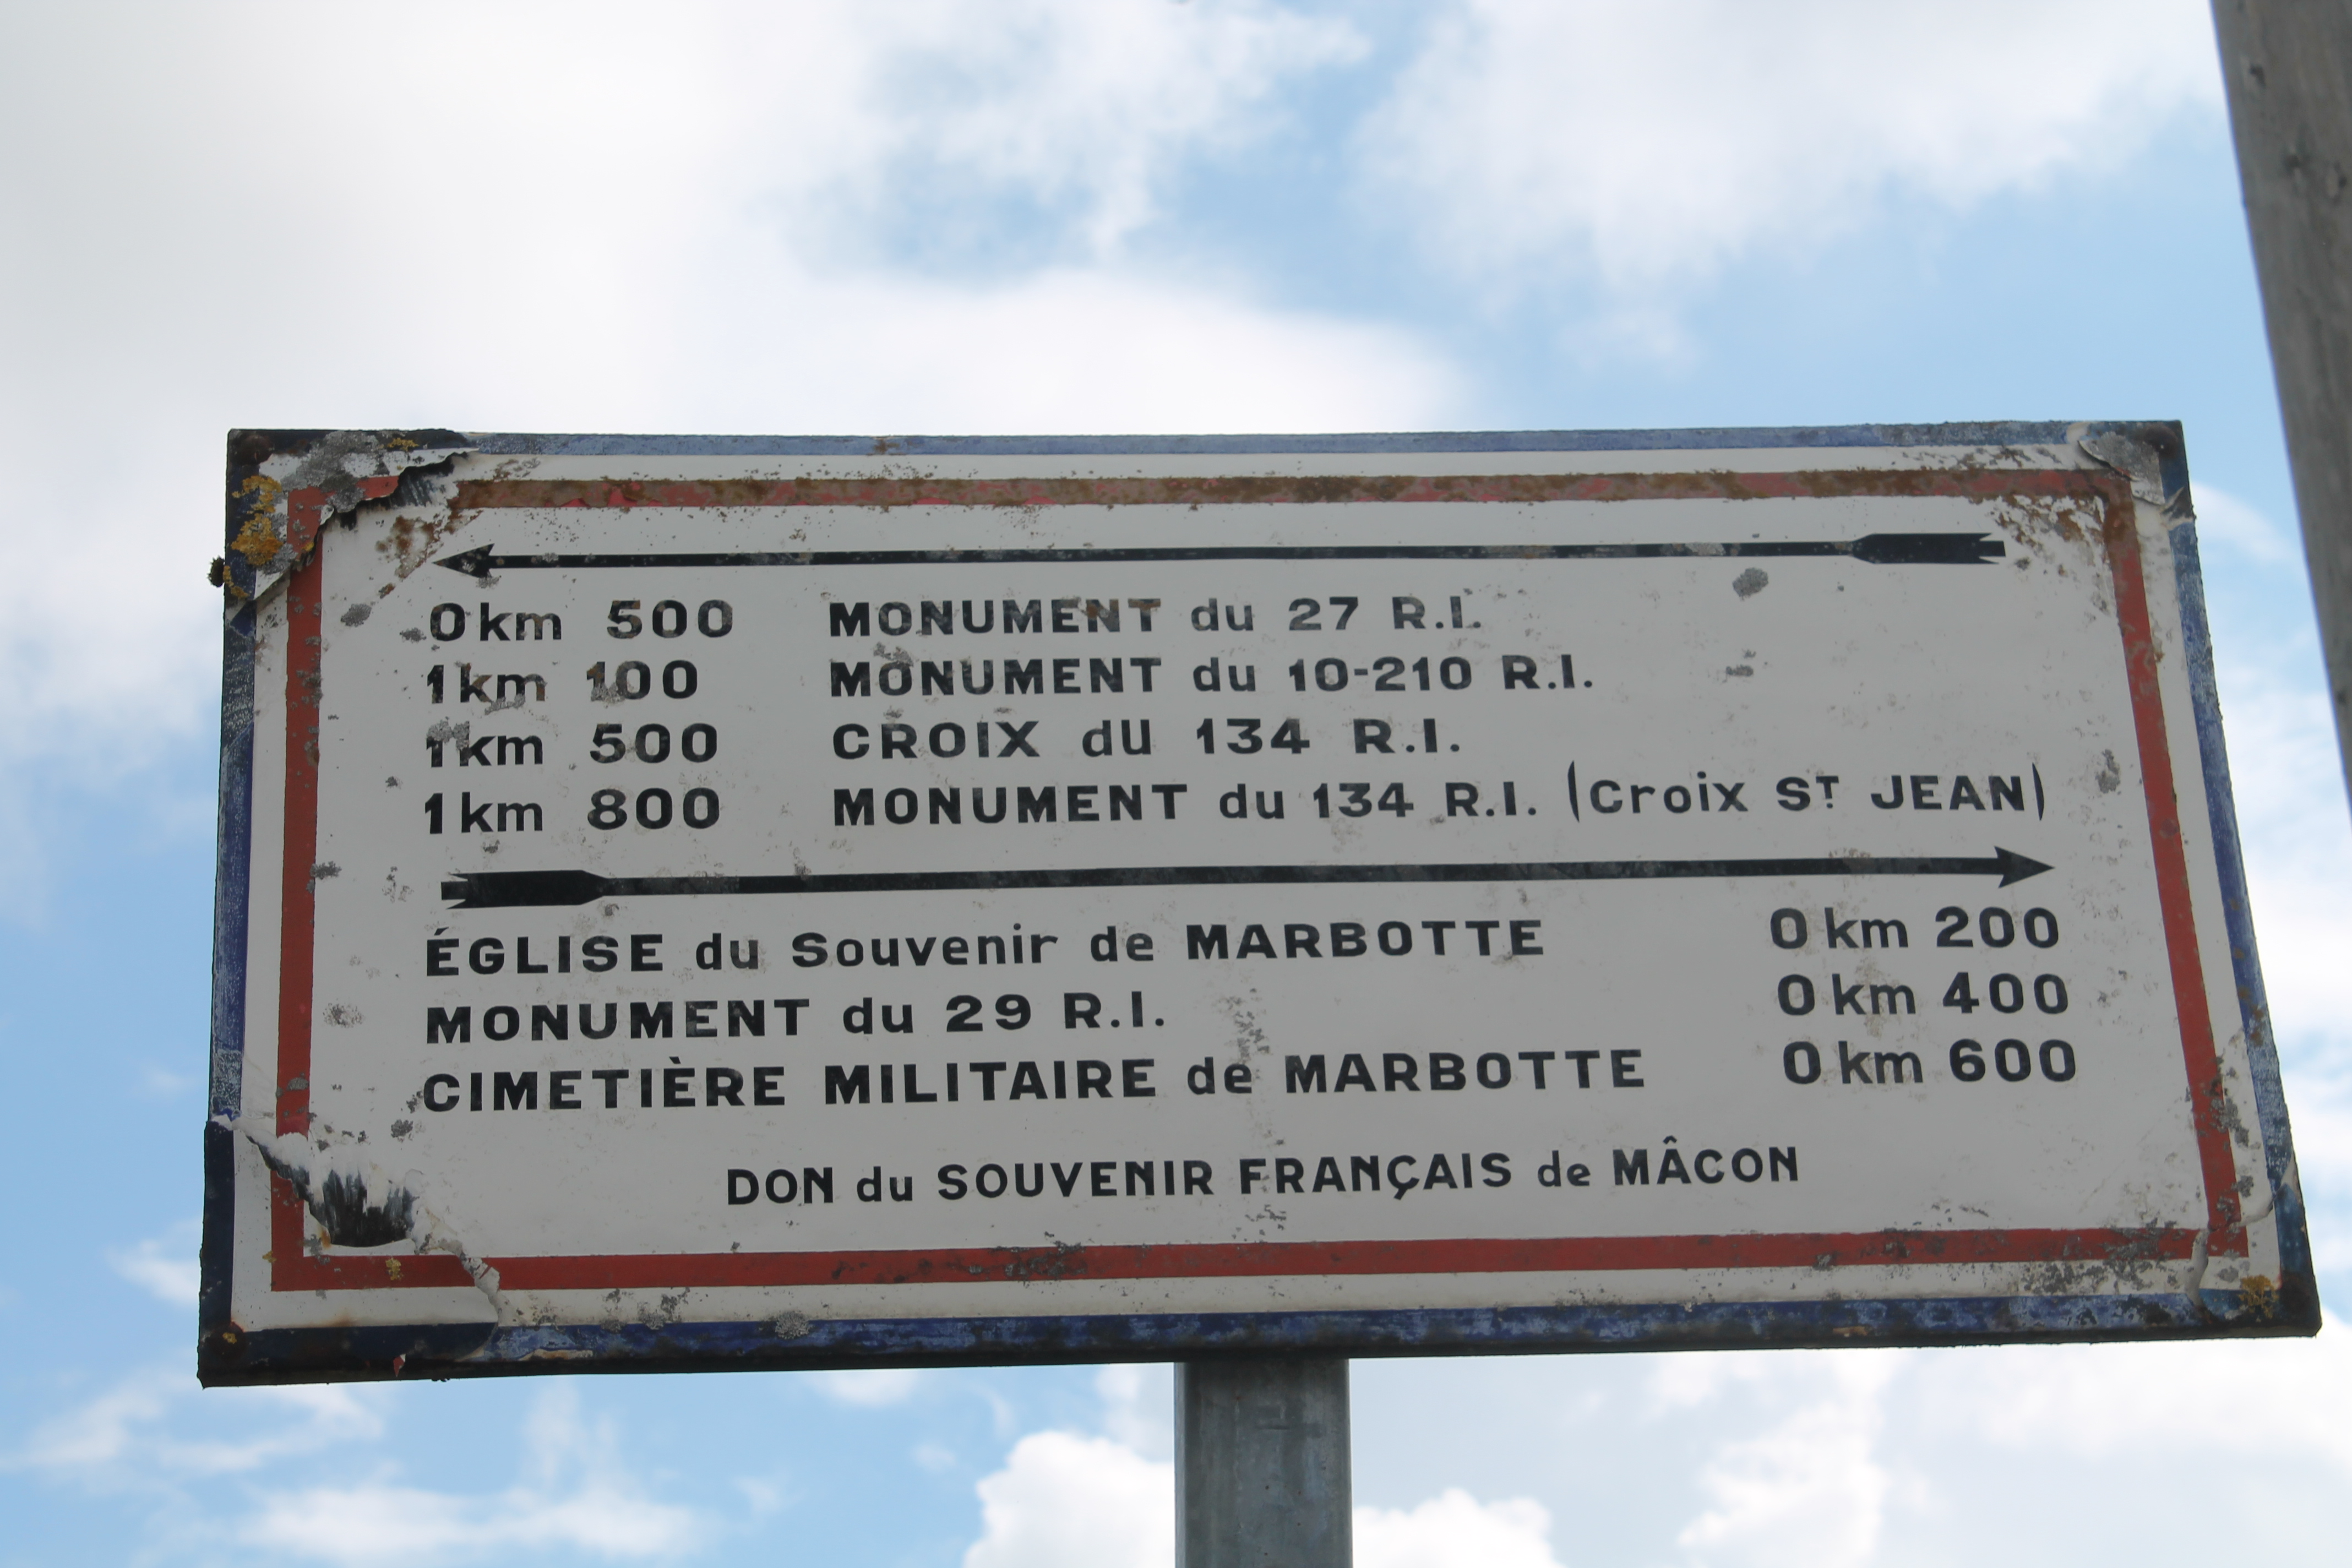 0km 500 MONUMENT du 27 R.I.
1km 100 MONUMENT du 10-210 R.I.
1km 500 CROIX du 134 R.I.
1km 800 MONUMENT du 134 R.I. (Croix ST JEAN)
ÉGLISE du Souvenir de MARBOTTE 0 km 200
MONUMENT du 29 R.I. 0 km 400
CIMETIÈRE MILITAIRE de MARBOTTE 0 km 600
DON du SOUVENIR FRANÇAIS de MÂCON